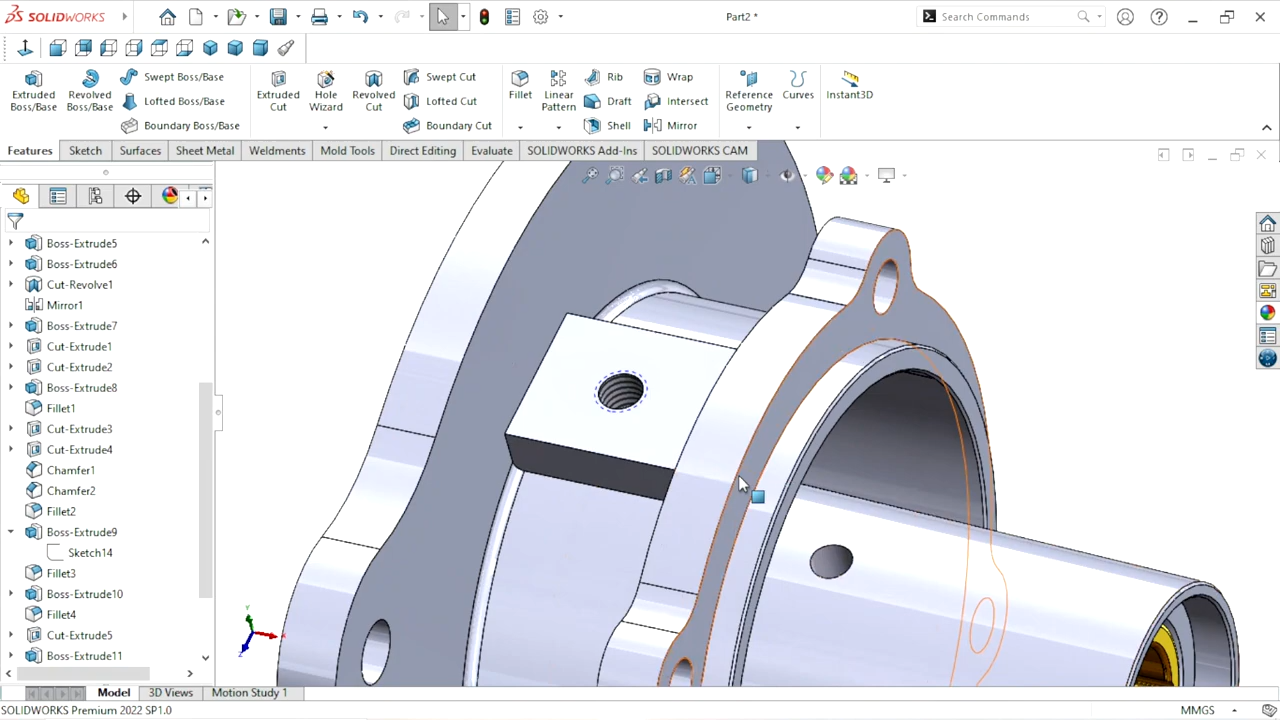 SOLIDWORKS
Part2 *
Search Commands
Extruded Boss/Base
Revolved Boss/Base
Swept Boss/Base
Lofted Boss/Base
Boundary Boss/Base
Extruded Cut
Hole Wizard
Revolved Cut
Swept Cut
Lofted Cut
Boundary Cut
Fillet
Linear Pattern
Rib
Draft
Shell
Wrap
Intersect
Mirror
Reference Geometry
Curves
Instant3D
Features
Sketch
Surfaces
Sheet Metal
Weldments
Mold Tools
Direct Editing
Evaluate
SOLIDWORKS Add-Ins
SOLIDWORKS CAM
Boss-Extrude5
Boss-Extrude6
Cut-Revolve1
Mirror1
Boss-Extrude7
Cut-Extrude1
Cut-Extrude2
Boss-Extrude8
Fillet1
Cut-Extrude3
Cut-Extrude4
Chamfer1
Chamfer2
Fillet2
Boss-Extrude9
Sketch14
Fillet3
Boss-Extrude10
Fillet4
Cut-Extrude5
Boss-Extrude11
Model
3D Views
Motion Study 1
SOLIDWORKS Premium 2022 SP1.0
MMGS